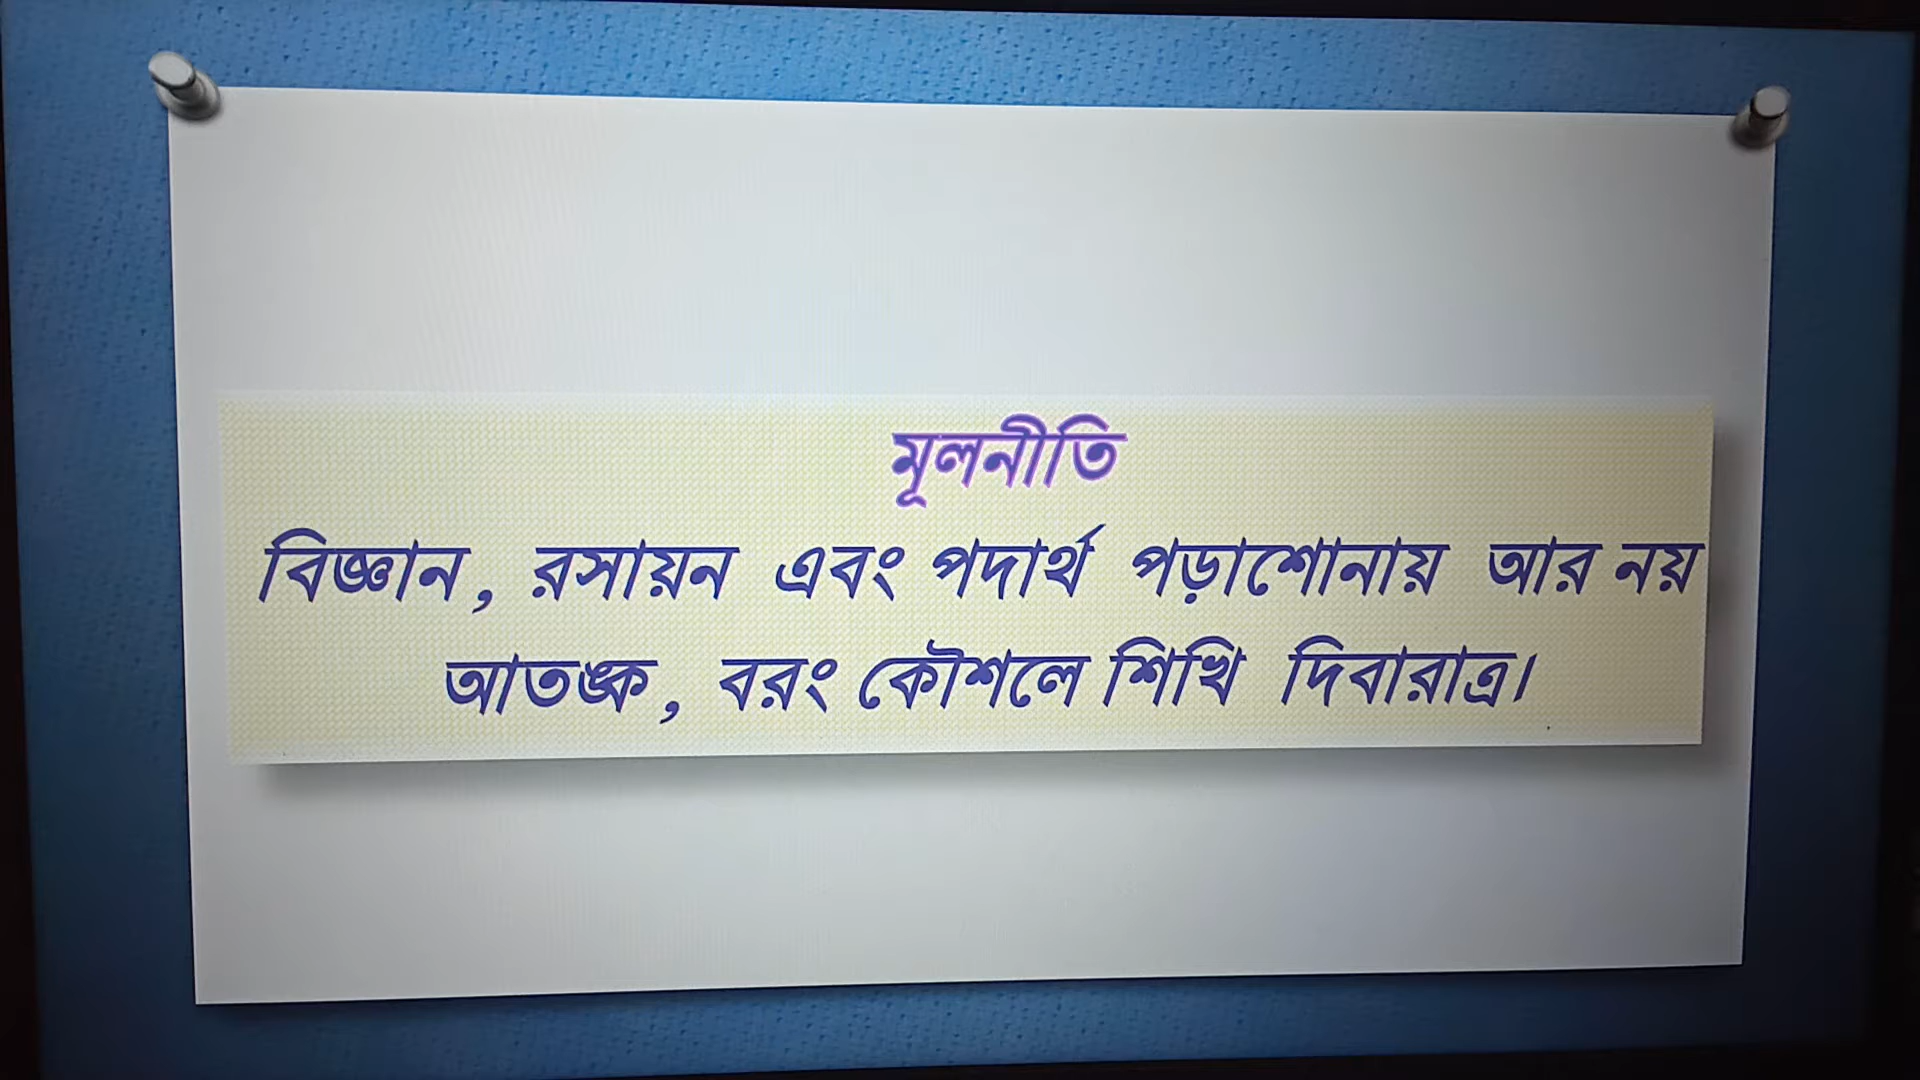 মূলনীতি
বিজ্ঞান, রসায়ন এবং পদার্থ পড়াশোনায় আর নয়
আতঙ্ক, বরং কৌশলে শিখি দিবারাত্র।